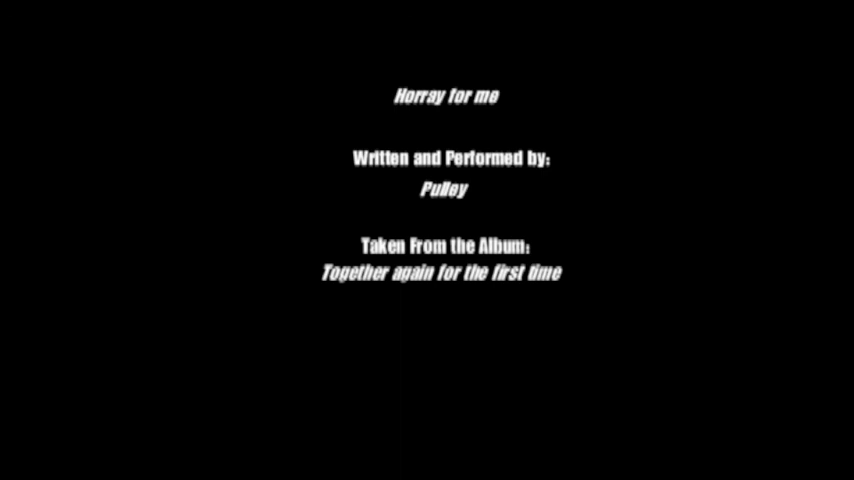 Horray for me
Written and Performed by:
Pulley
Taken From the Album:
Together again for the first time